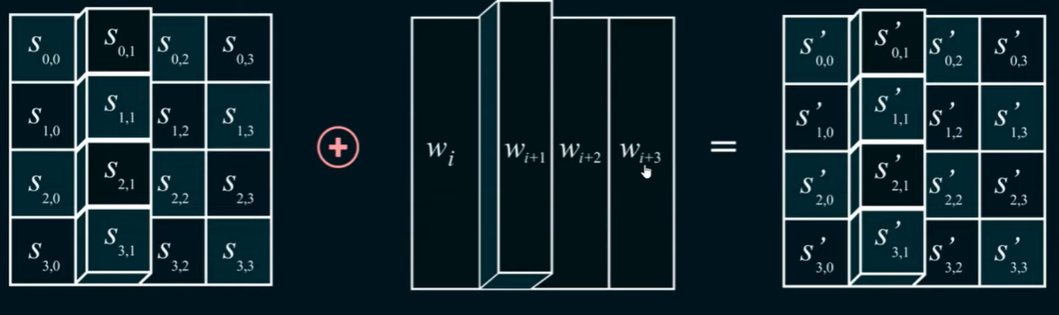 S0,0 S0,1 S0,2 S0,3 S'0,0 S'0,1 S'0,2 S'0,3
S1,0 S1,1 S1,2 S1,3 S'1,0 S'1,1 S'1,2 S'1,3
⊕ wi wi+1 wi+2 wi+3 =
S2,0 S2,1 S2,2 S2,3 S'2,0 S'2,1 S'2,2 S'2,3
S3,0 S3,1 S3,2 S3,3 S'3,0 S'3,1 S'3,2 S'3,3